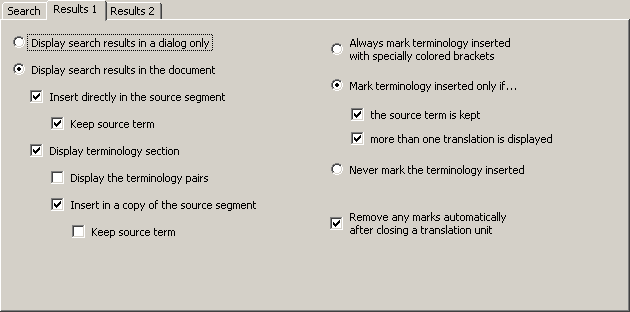 Search
Results 1
Results 2
Display search results in a dialog only
Display search results in the document
Insert directly in the source segment
Keep source term
Display terminology section
Display the terminology pairs
Insert in a copy of the source segment
Keep source term
Always mark terminology inserted
with specially colored brackets
Mark terminology inserted only if...
the source term is kept
more than one translation is displayed
Never mark the terminology inserted
Remove any marks automatically
after closing a translation unit